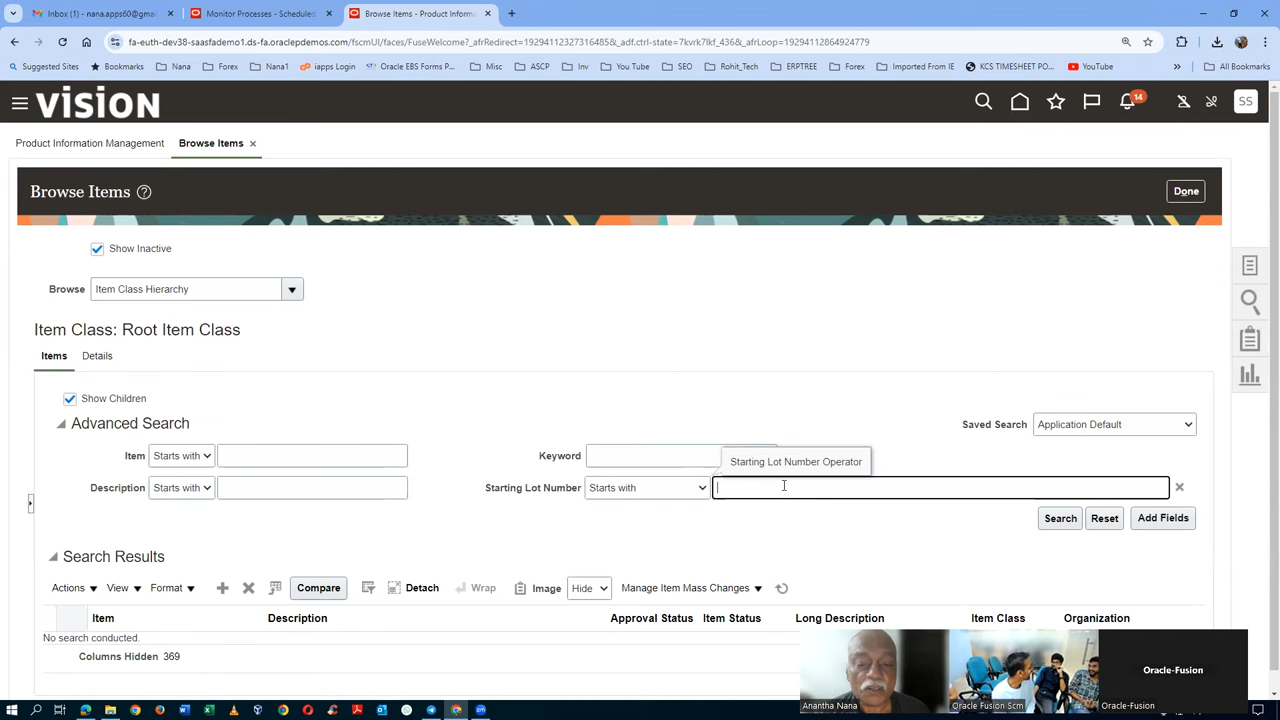 Inbox (1) - nana.apps60@gmail.c
Monitor Processes - Scheduled
Browse Items - Product Informa
fa-euth-dev38-saasfademo1.ds-fa.oraclepdemos.com/fscmUI/faces/FuseWelcome?_afrRedirect=19294112327316485&_adf.ctrl-state=7kvrk7lkf_436&_afrLoop=19294112864924779
Suggested Sites
Bookmarks
Nana
Forex
Nana1
iapps Login
Oracle EBS Forms P...
Misc
ASCP
Inv
You Tube
SEO
Rohit_Tech
ERPTREE
Forex
Imported From IE
KCS TIMESHEET PO...
YouTube
All Bookmarks
VISION
14
SS
Product Information Management
Browse Items
Browse Items
Done
Show Inactive
Browse
Item Class Hierarchy
Item Class: Root Item Class
Items
Details
Show Children
Advanced Search
Saved Search
Application Default
Item
Starts with
Keyword
Starting Lot Number Operator
Description
Starts with
Starting Lot Number
Starts with
Search
Reset
Add Fields
Search Results
Actions
View
Format
Compare
Detach
Wrap
Image
Hide
Manage Item Mass Changes
Item
Description
Approval Status
Item Status
Long Description
Item Class
Organization
No search conducted.
Columns Hidden 369
Oracle-Fusion
Anantha Nana
Oracle Fusion Scm
Oracle-Fusion